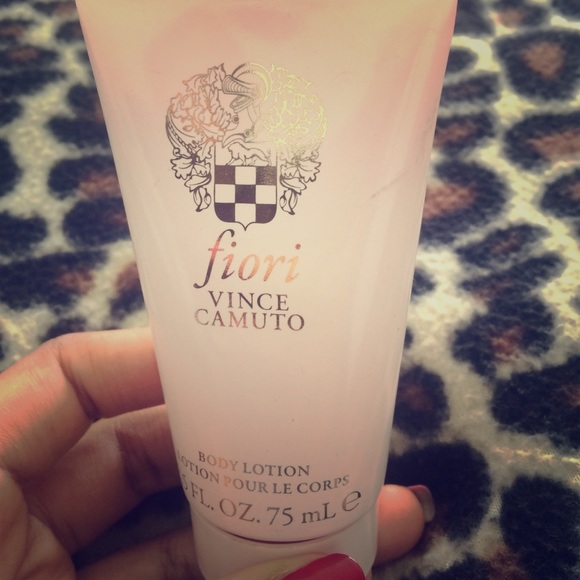 fiori
VINCE
CAMUTO
BODY LOTION
LOTION POUR LE CORPS
5 FL. OZ. 75 mL ℮